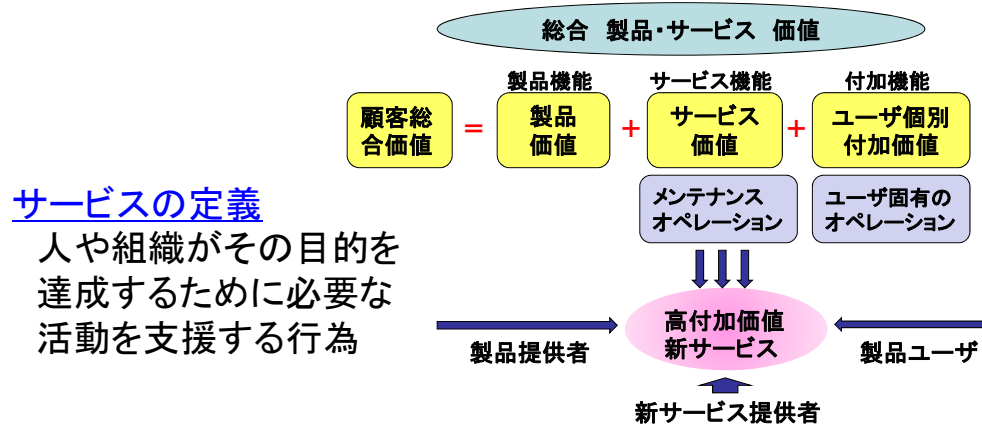 総合 製品・サービス 価値
製品機能
サービス機能
付加機能
顧客総
合価値
=
製品
価値
+
サービス
価値
+
ユーザ個別
付加価値
メンテナンス
オペレーション
ユーザ固有の
オペレーション
サービスの定義
人や組織がその目的を
達成するために必要な
活動を支援する行為
高付加価値
新サービス
製品提供者
製品ユーザ
新サービス提供者